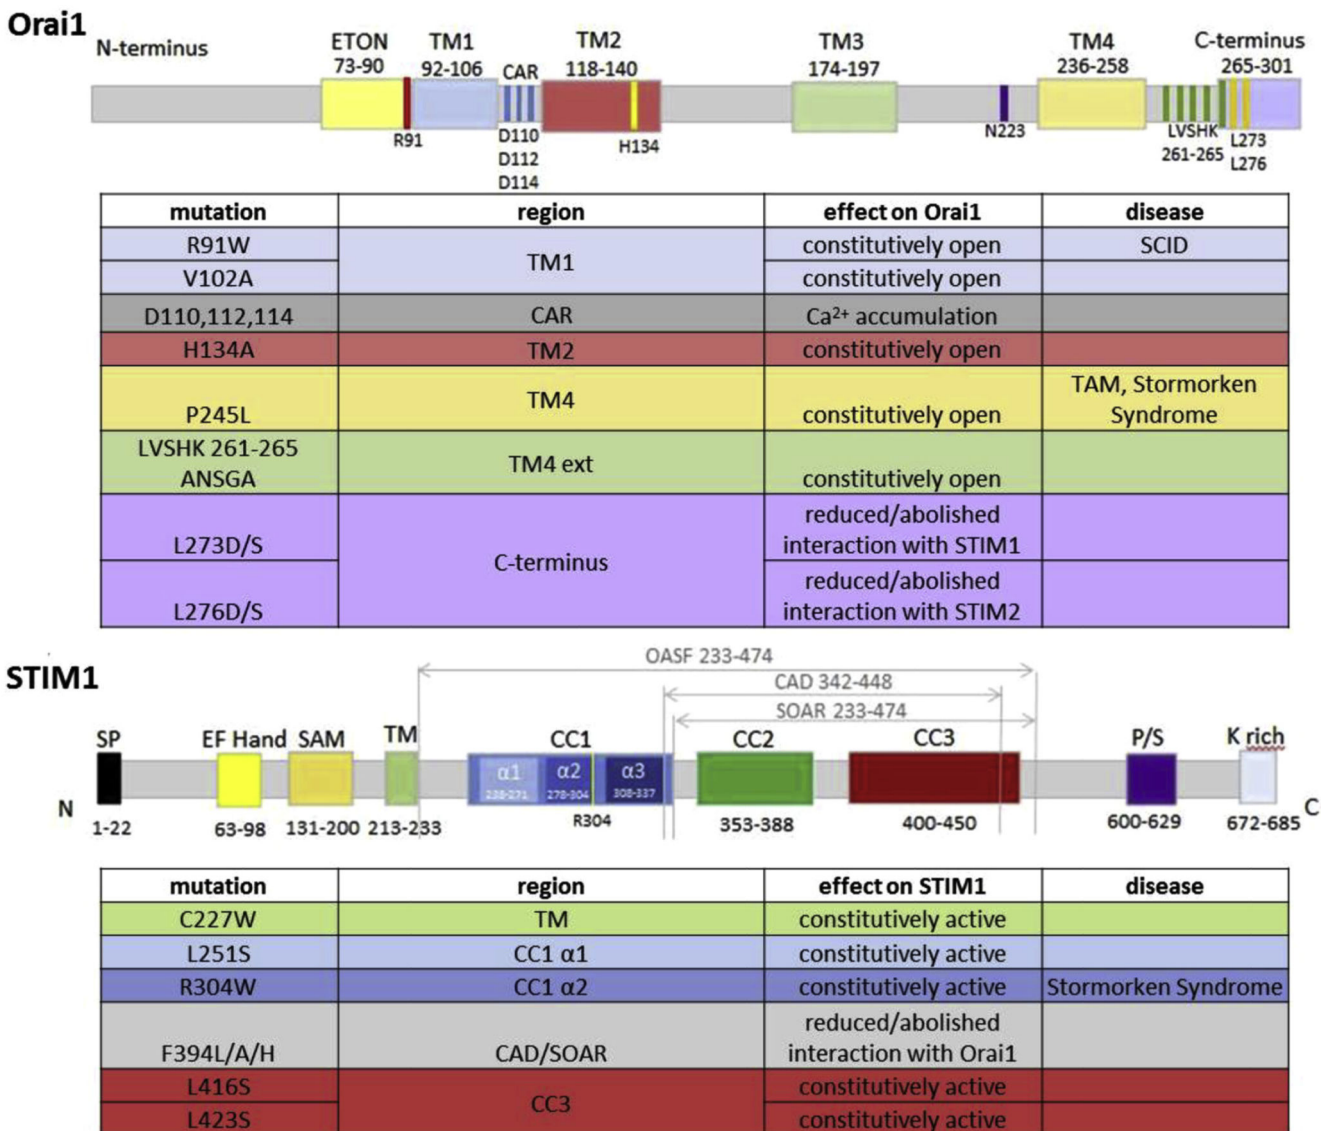 Orai1
N-terminus
ETON
73-90
TM1
92-106
CAR
TM2
118-140
TM3
174-197
TM4
236-258
C-terminus
265-301
R91
D110
D112
D114
H134
N223
LVSHK
261-265
L273
L276
mutation region effect on Orai1 disease
R91W TM1 constitutively open SCID
V102A constitutively open
D110,112,114 CAR Ca²⁺ accumulation
H134A TM2 constitutively open
P245L TM4 constitutively open TAM, Stormorken
Syndrome
LVSHK 261-265
ANSGA TM4 ext constitutively open
L273D/S C-terminus reduced/abolished
interaction with STIM1
L276D/S reduced/abolished
interaction with STIM2
STIM1
OASF 233-474
CAD 342-448
SOAR 233-474
SP
EF Hand
SAM
TM
CC1
CC2
CC3
P/S
K rich
α1
238-271
α2
278-304
α3
308-337
N
C
1-22
63-98
131-200
213-233
R304
353-388
400-450
600-629
672-685
mutation region effect on STIM1 disease
C227W TM constitutively active
L251S CC1 α1 constitutively active
R304W CC1 α2 constitutively active Stormorken Syndrome
F394L/A/H CAD/SOAR reduced/abolished
interaction with Orai1
L416S CC3 constitutively active
L423S constitutively active